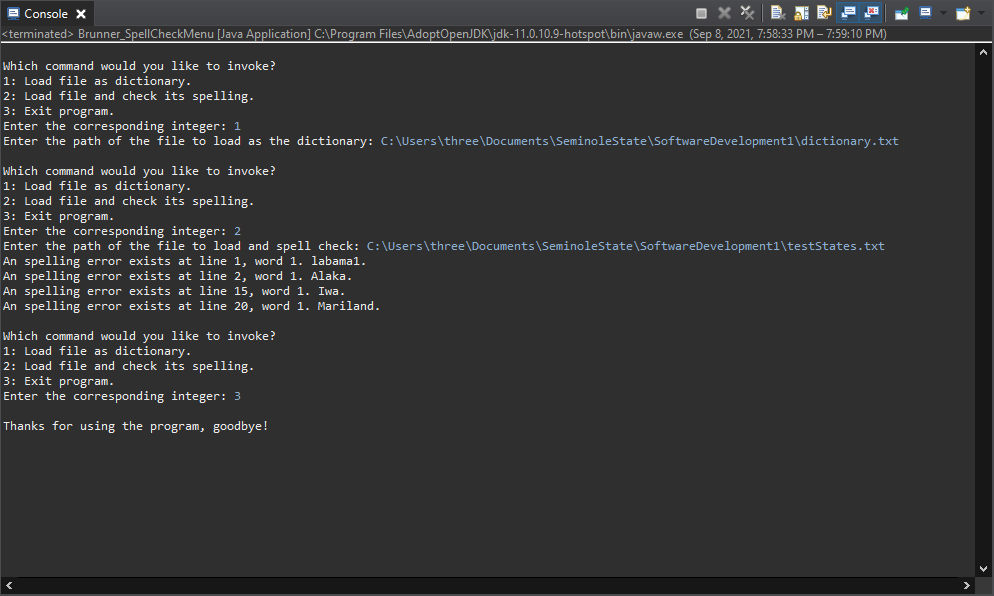 Console
<terminated> Brunner_SpellCheckMenu [Java Application] C:\Program Files\AdoptOpenJDK\jdk-11.0.10.9-hotspot\bin\javaw.exe (Sep 8, 2021, 7:58:33 PM – 7:59:10 PM)
Which command would you like to invoke?
1: Load file as dictionary.
2: Load file and check its spelling.
3: Exit program.
Enter the corresponding integer: 1
Enter the path of the file to load as the dictionary: C:\Users\three\Documents\SeminoleState\SoftwareDevelopment1\dictionary.txt
Which command would you like to invoke?
1: Load file as dictionary.
2: Load file and check its spelling.
3: Exit program.
Enter the corresponding integer: 2
Enter the path of the file to load and spell check: C:\Users\three\Documents\SeminoleState\SoftwareDevelopment1\testStates.txt
An spelling error exists at line 1, word 1. labama1.
An spelling error exists at line 2, word 1. Alaka.
An spelling error exists at line 15, word 1. Iwa.
An spelling error exists at line 20, word 1. Mariland.
Which command would you like to invoke?
1: Load file as dictionary.
2: Load file and check its spelling.
3: Exit program.
Enter the corresponding integer: 3
Thanks for using the program, goodbye!